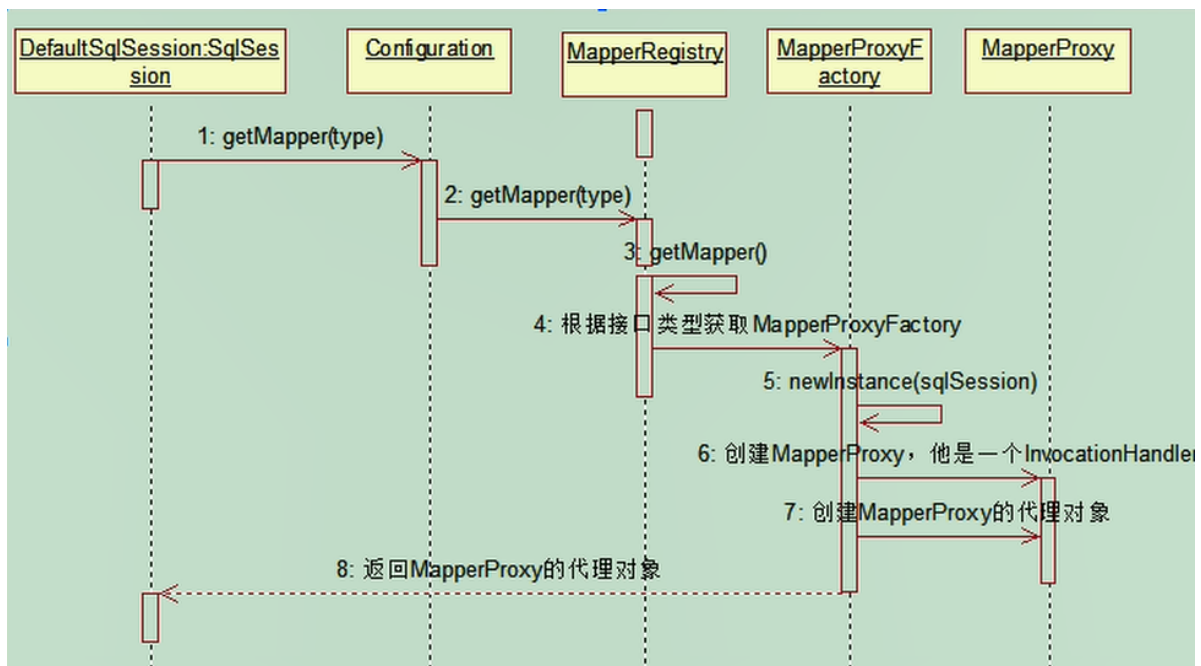 DefaultSqlSession:SqlSes
sion
Configuration
MapperRegistry
MapperProxyF
actory
MapperProxy
1: getMapper(type)
2: getMapper(type)
3: getMapper()
4: 根据接口类型获取MapperProxyFactory
5: newInstance(sqlSession)
6: 创建MapperProxy，他是一个InvocationHandler
7: 创建MapperProxy的代理对象
8: 返回MapperProxy的代理对象